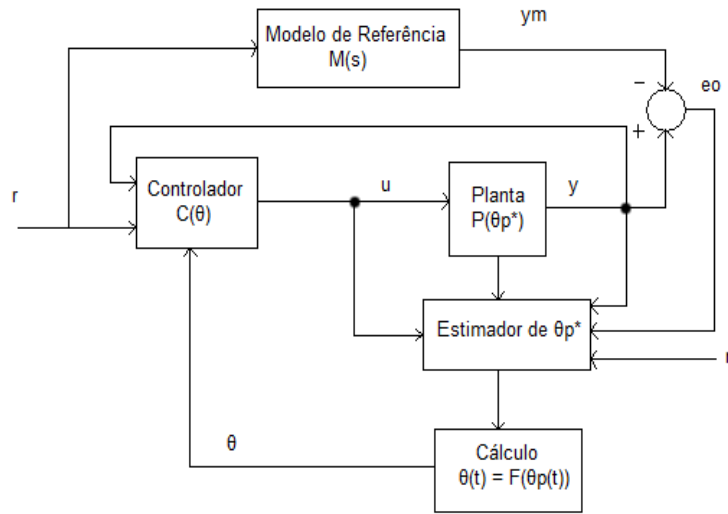 ym
Modelo de Referência
M(s)
−
eo
+
Controlador
C(θ)
u
Planta
P(θp*)
y
r
Estimador de θp*
r
θ
Cálculo
θ(t) = F(θp(t))